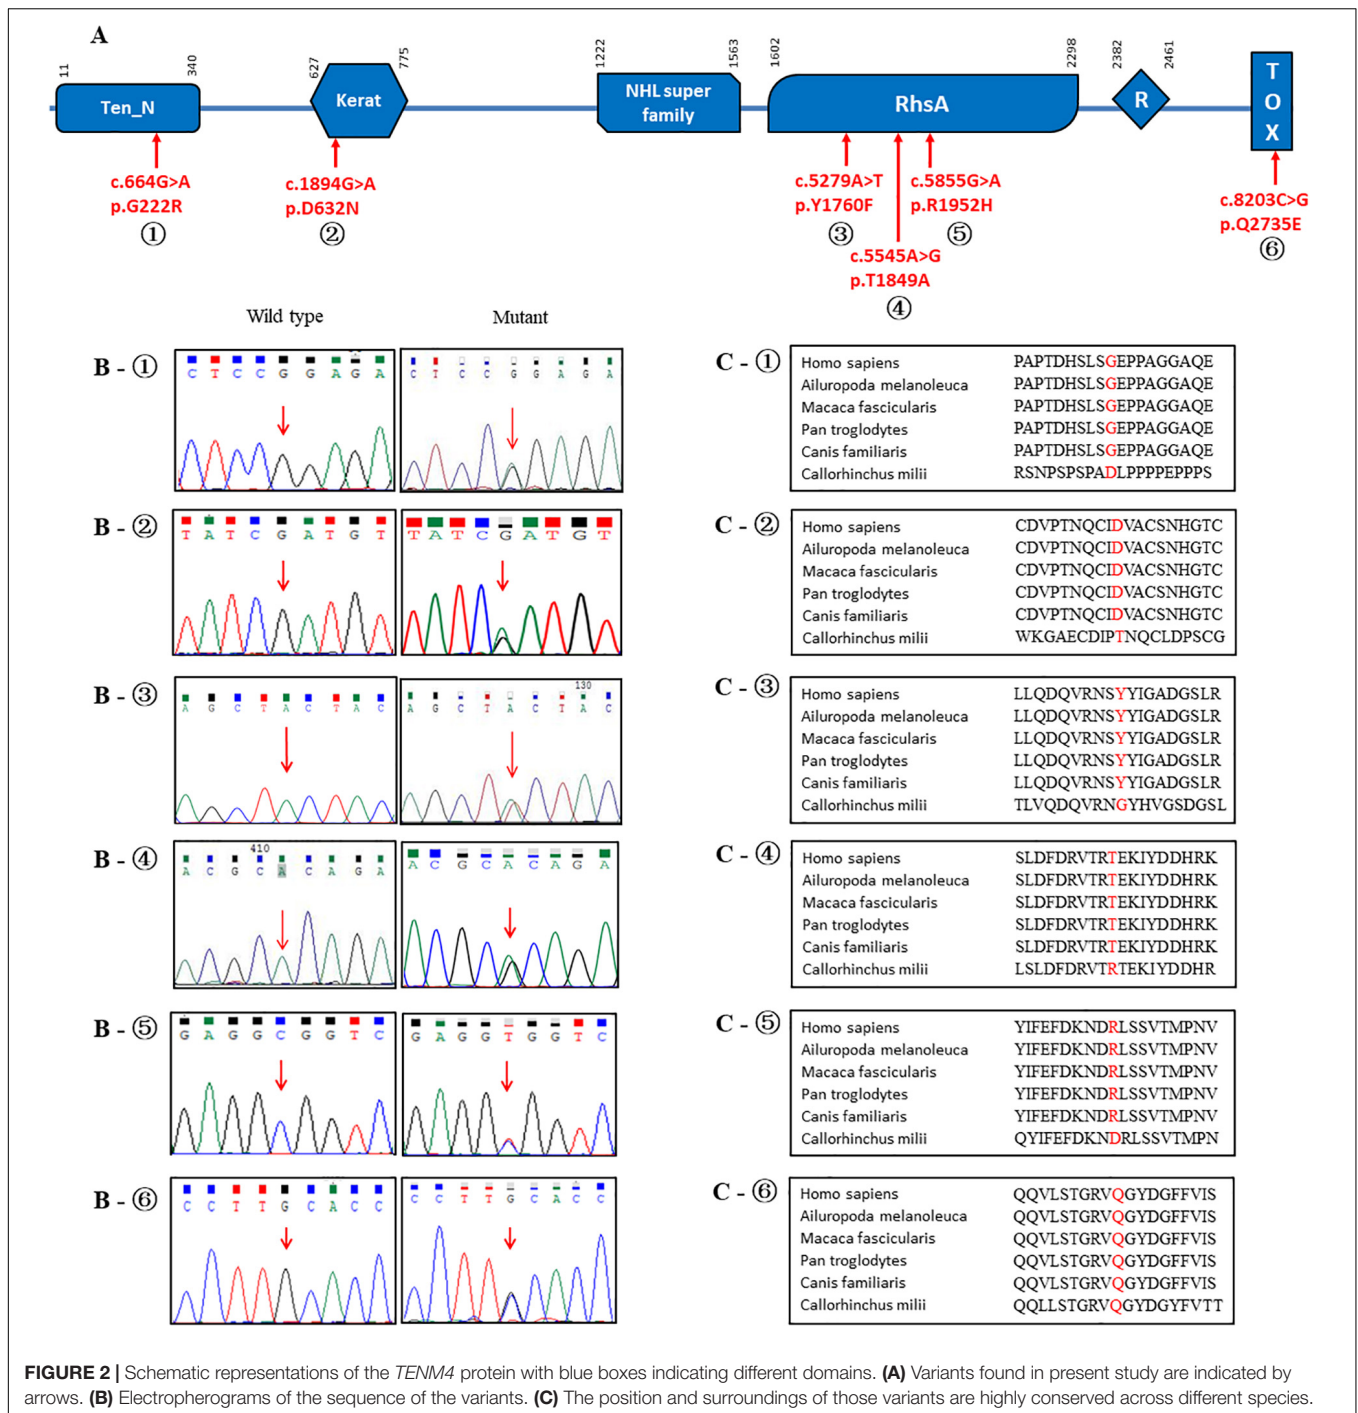 A
11 340 627 775 1222 1563 1602 2298 2382 2461
Ten_N
Kerat
NHL super
family
RhsA
R
T
O
X
c.664G>A
p.G222R
①
c.1894G>A
p.D632N
②
c.5279A>T
p.Y1760F
③
c.5545A>G
p.T1849A
④
c.5855G>A
p.R1952H
⑤
c.8203C>G
p.Q2735E
⑥
Wild type Mutant
B - ①
C T C C G G A G A
C T C C G G A G A
C - ①
Homo sapiens PAPTDHSLSGEPPAGGAQE
Ailuropoda melanoleuca PAPTDHSLSGEPPAGGAQE
Macaca fascicularis PAPTDHSLSGEPPAGGAQE
Pan troglodytes PAPTDHSLSGEPPAGGAQE
Canis familiaris PAPTDHSLSGEPPAGGAQE
Callorhinchus milii RSNPSPSPADLPPPPEPPPS
B - ②
T A T C G A T G T
T A T C G A T G T
C - ②
Homo sapiens CDVPTNQCIDVACSNHGTC
Ailuropoda melanoleuca CDVPTNQCIDVACSNHGTC
Macaca fascicularis CDVPTNQCIDVACSNHGTC
Pan troglodytes CDVPTNQCIDVACSNHGTC
Canis familiaris CDVPTNQCIDVACSNHGTC
Callorhinchus milii WKGAECDIPTNQCLDPSCG
B - ③
A G C T A C T A C
130
A G C T A C T A C
C - ③
Homo sapiens LLQDQVRNSYYIGADGSLR
Ailuropoda melanoleuca LLQDQVRNSYYIGADGSLR
Macaca fascicularis LLQDQVRNSYYIGADGSLR
Pan troglodytes LLQDQVRNSYYIGADGSLR
Canis familiaris LLQDQVRNSYYIGADGSLR
Callorhinchus milii TLVQDQVRNGYHVGSDGSL
B - ④
410
A C G C A C A G A
A C G C A C A G A
C - ④
Homo sapiens SLDFDRVTRTEKIYDDHRK
Ailuropoda melanoleuca SLDFDRVTRTEKIYDDHRK
Macaca fascicularis SLDFDRVTRTEKIYDDHRK
Pan troglodytes SLDFDRVTRTEKIYDDHRK
Canis familiaris SLDFDRVTRTEKIYDDHRK
Callorhinchus milii LSLDFDRVTRTEKIYDDHR
B - ⑤
G A G G C G G T C
G A G G T G G T C
C - ⑤
Homo sapiens YIFEFDKNDRLSSVTMPNV
Ailuropoda melanoleuca YIFEFDKNDRLSSVTMPNV
Macaca fascicularis YIFEFDKNDRLSSVTMPNV
Pan troglodytes YIFEFDKNDRLSSVTMPNV
Canis familiaris YIFEFDKNDRLSSVTMPNV
Callorhinchus milii QYIFEFDKNDRLSSVTMPN
B - ⑥
C C T T G C A C C
C C T T G C A C C
C - ⑥
Homo sapiens QQVLSTGRVQGYDGFFVIS
Ailuropoda melanoleuca QQVLSTGRVQGYDGFFVIS
Macaca fascicularis QQVLSTGRVQGYDGFFVIS
Pan troglodytes QQVLSTGRVQGYDGFFVIS
Canis familiaris QQVLSTGRVQGYDGFFVIS
Callorhinchus milii QQLLSTGRVQGYDGYFVTT
FIGURE 2 | Schematic representations of the TENM4 protein with blue boxes indicating different domains. (A) Variants found in present study are indicated by
arrows. (B) Electropherograms of the sequence of the variants. (C) The position and surroundings of those variants are highly conserved across different species.